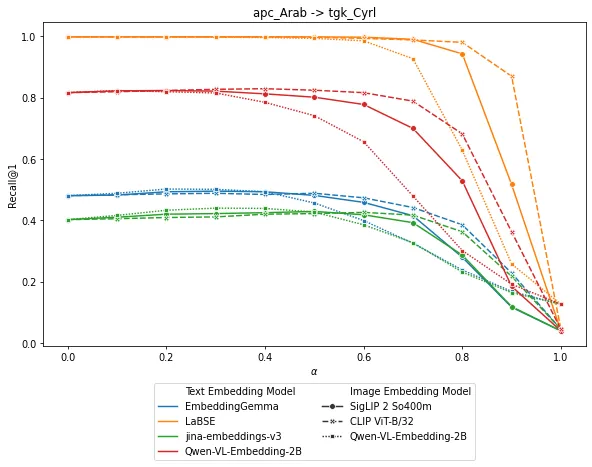 apc_Arab -> tgk_Cyrl
Recall@1
1.0
0.8
0.6
0.4
0.2
0.0
0.0 0.2 0.4 0.6 0.8 1.0
α
Text Embedding Model Image Embedding Model
EmbeddingGemma SigLIP 2 So400m
LaBSE CLIP ViT-B/32
jina-embeddings-v3 Qwen-VL-Embedding-2B
Qwen-VL-Embedding-2B